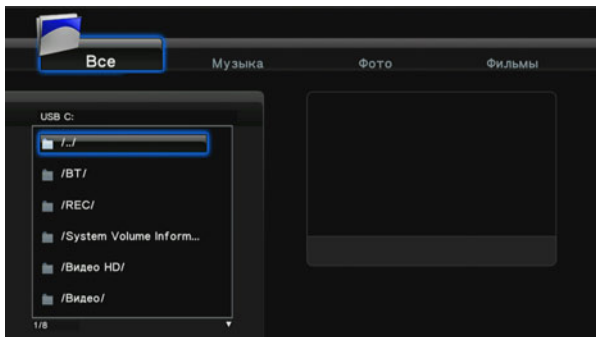 Все Музыка Фото Фильмы
USB C:
/../
/BT/
/REC/
/System Volume Inform...
/Видео HD/
/Видео/
1/8